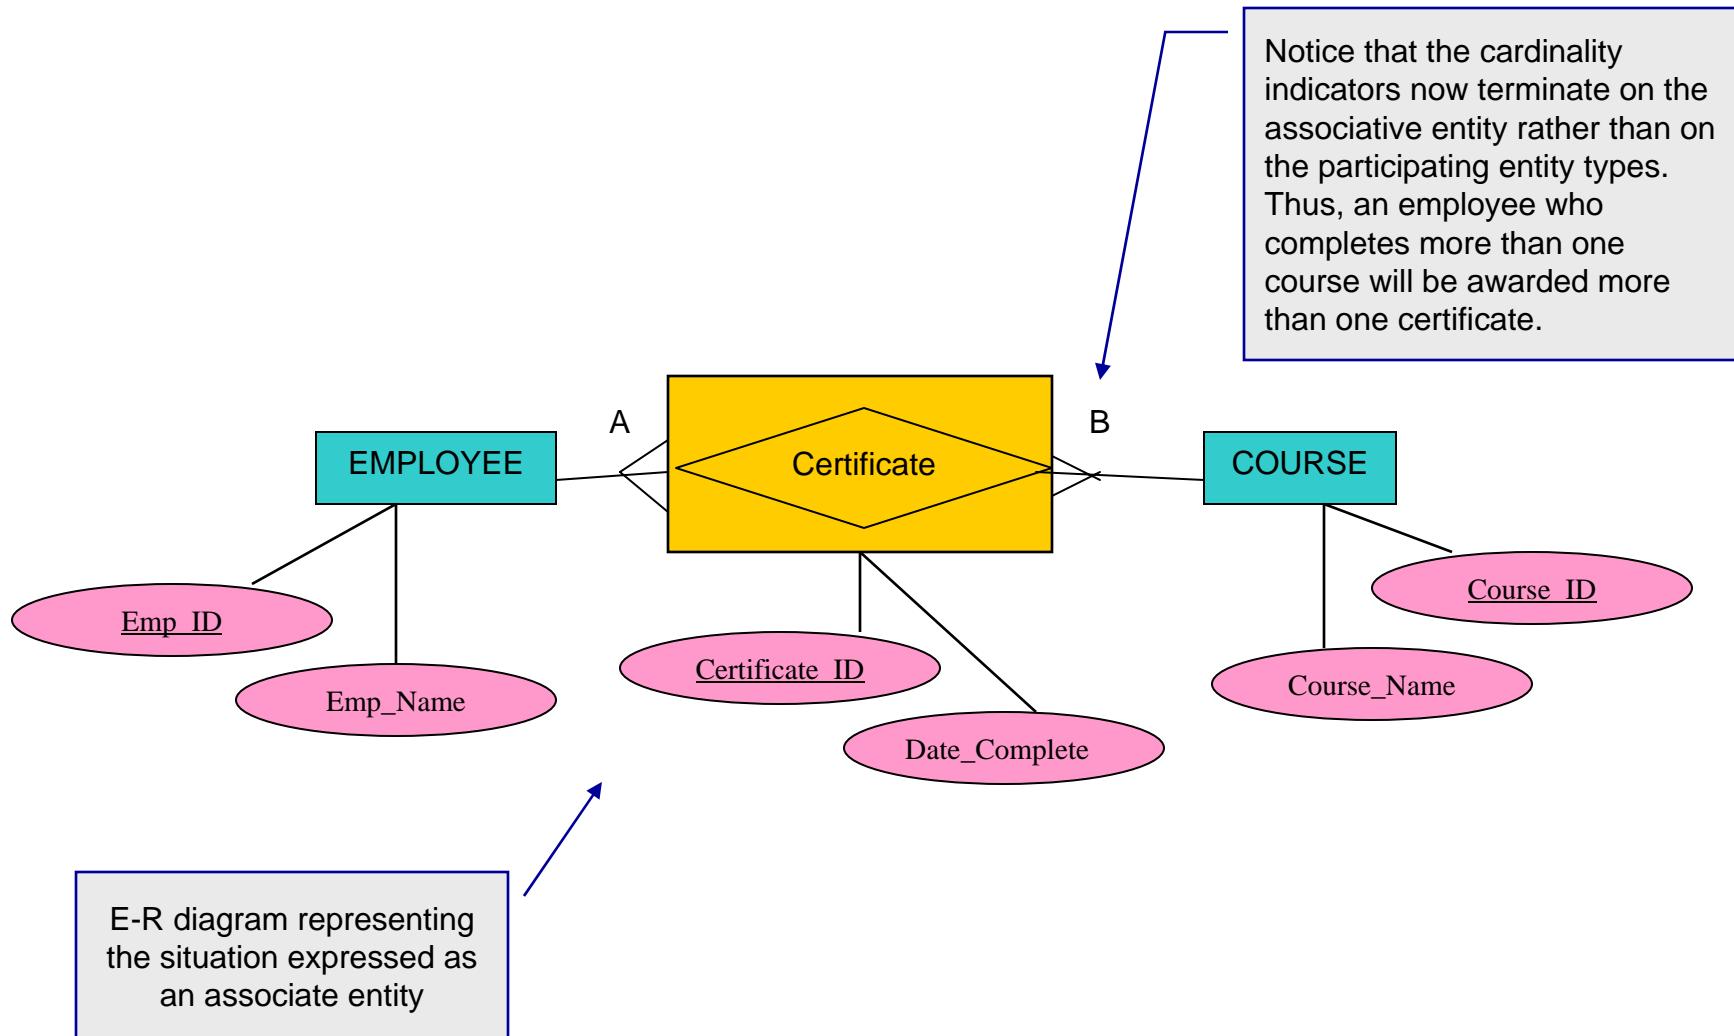 Notice that the cardinality
indicators now terminate on the
associative entity rather than on
the participating entity types.
Thus, an employee who
completes more than one
course will be awarded more
than one certificate.
A
B
EMPLOYEE
Certificate
COURSE
Emp_ID
Course_ID
Certificate_ID
Emp_Name
Course_Name
Date_Complete
E-R diagram representing
the situation expressed as
an associate entity